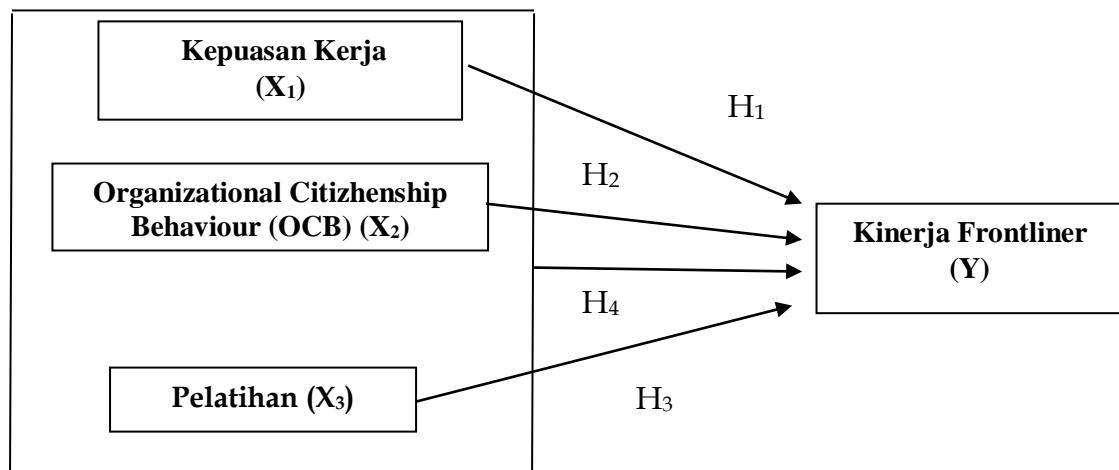 Kepuasan Kerja
(X₁)
H₁
Organizational Citizhenship
Behaviour (OCB) (X₂)
H₂
Kinerja Frontliner
(Y)
H₄
Pelatihan (X₃)
H₃